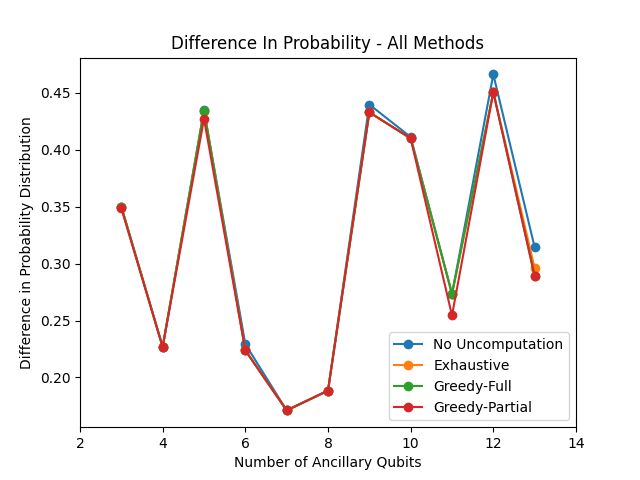 Difference In Probability - All Methods
Difference in Probability Distribution
0.45
0.40
0.35
0.30
0.25
0.20
2
4
6
8
10
12
14
Number of Ancillary Qubits
No Uncomputation
Exhaustive
Greedy-Full
Greedy-Partial